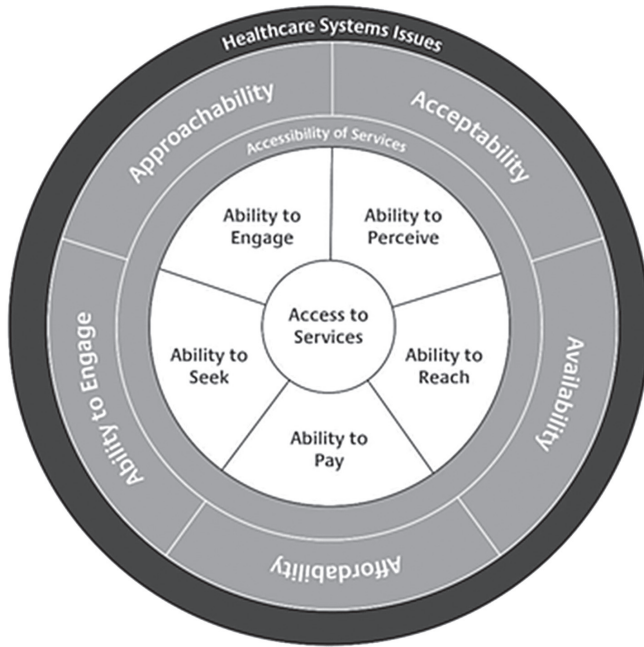 Healthcare Systems Issues
Approachability
Acceptability
Accessibility of Services
Ability to
Engage
Ability to
Perceive
Access to
Services
Ability to Engage
Ability to
Seek
Ability to
Reach
Availability
Ability to
Pay
Affordability